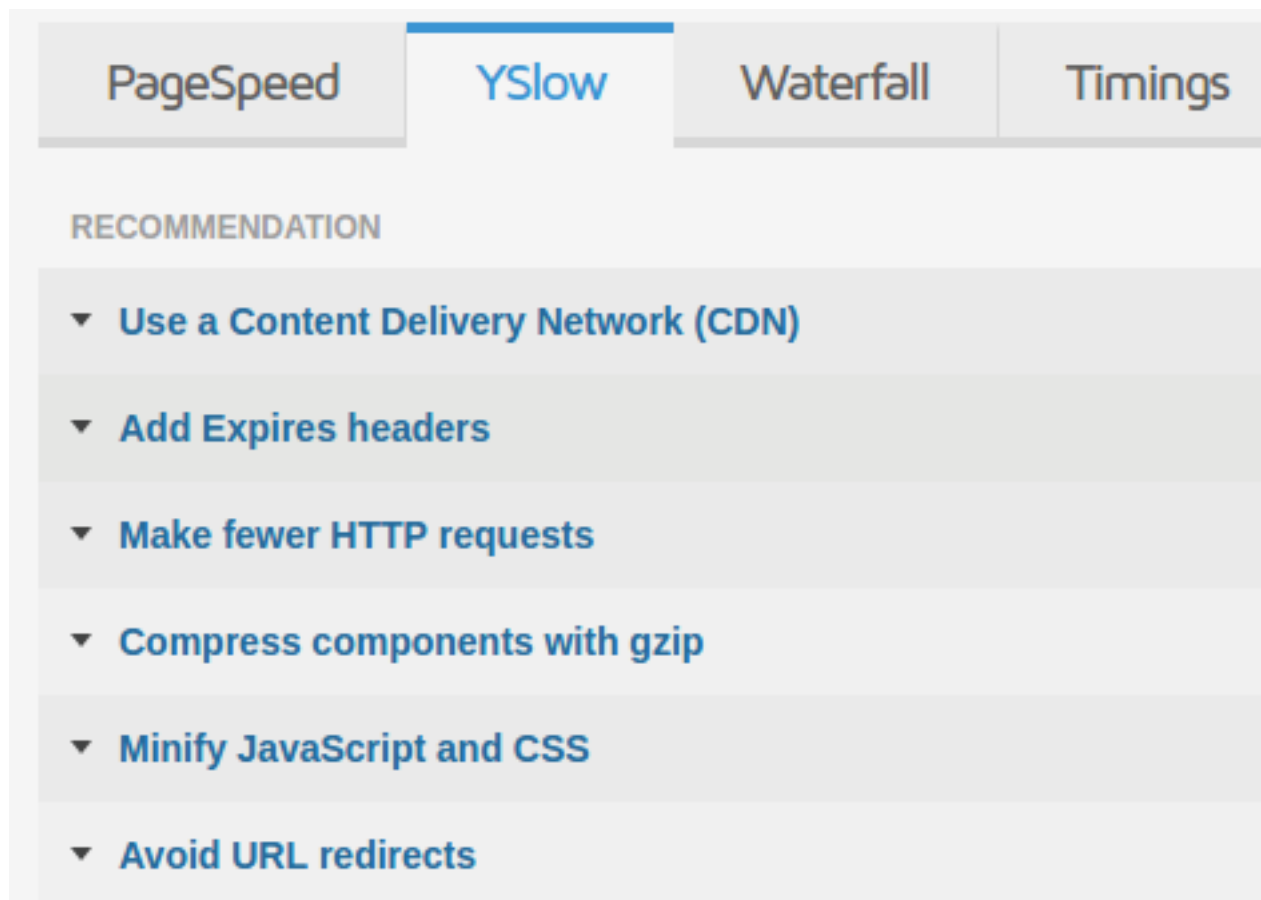 PageSpeed YSlow Waterfall Timings
RECOMMENDATION
Use a Content Delivery Network (CDN)
Add Expires headers
Make fewer HTTP requests
Compress components with gzip
Minify JavaScript and CSS
Avoid URL redirects